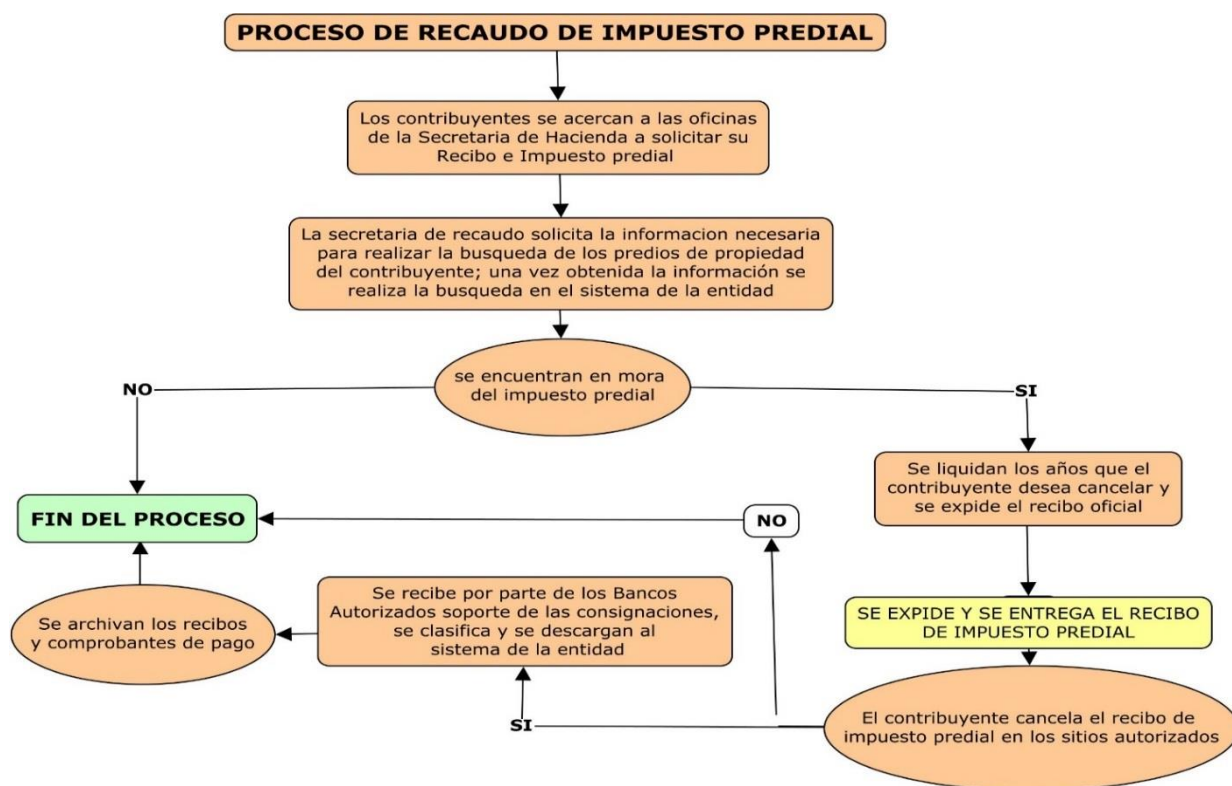 PROCESO DE RECAUDO DE IMPUESTO PREDIAL
Los contribuyentes se acercan a las oficinas
de la Secretaria de Hacienda a solicitar su
Recibo e Impuesto predial
La secretaria de recaudo solicita la informacion necesaria
para realizar la busqueda de los predios de propiedad
del contribuyente; una vez obtenida la información se
realiza la busqueda en el sistema de la entidad
se encuentran en mora
del impuesto predial
NO
SI
Se liquidan los años que el
contribuyente desea cancelar y
se expide el recibo oficial
FIN DEL PROCESO
NO
SE EXPIDE Y SE ENTREGA EL RECIBO
DE IMPUESTO PREDIAL
Se recibe por parte de los Bancos
Autorizados soporte de las consignaciones,
se clasifica y se descargan al
sistema de la entidad
Se archivan los recibos
y comprobantes de pago
SI
El contribuyente cancela el recibo de
impuesto predial en los sitios autorizados